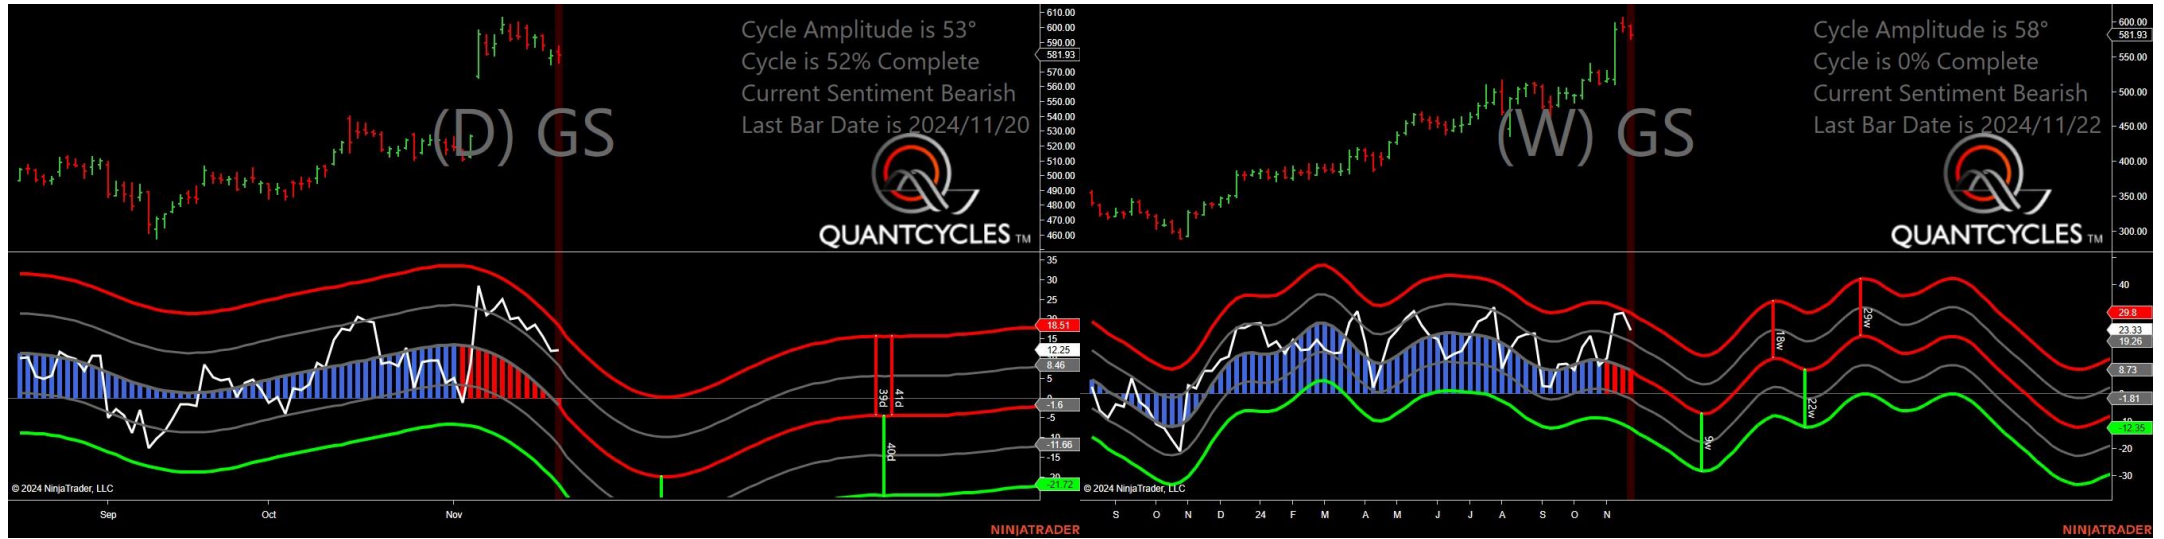 Cycle Amplitude is 53°
Cycle is 52% Complete
Current Sentiment Bearish
Last Bar Date is 2024/11/20
(D) GS
QUANTCYCLES TM
610.00
600.00
590.00
581.93
570.00
560.00
550.00
540.00
530.00
520.00
510.00
500.00
490.00
480.00
470.00
460.00
35
30
25
18.51
15
12.25
8.46
5
-1.6
-5
-11.66
-15
-21.72
39d
41d
40d
© 2024 NinjaTrader, LLC
Sep
Oct
Nov
NINJATRADER
Cycle Amplitude is 58°
Cycle is 0% Complete
Current Sentiment Bearish
Last Bar Date is 2024/11/22
(W) GS
QUANTCYCLES TM
600.00
581.93
550.00
500.00
450.00
400.00
350.00
300.00
40
29.8
23.33
19.26
8.73
-1.81
-12.35
-20
-30
9w
18w
22w
29w
© 2024 NinjaTrader, LLC
S O N D 24 F M A M J J A S O N
NINJATRADER